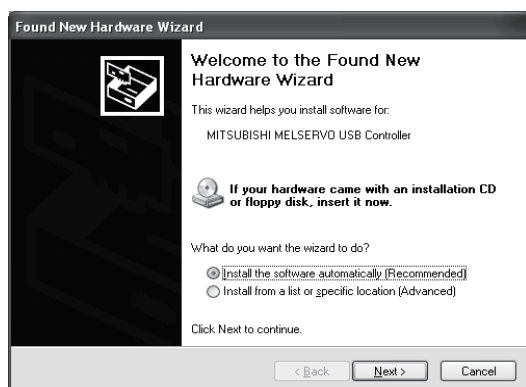 Found New Hardware Wizard
Welcome to the Found New
Hardware Wizard
This wizard helps you install software for:
MITSUBISHI MELSERVO USB Controller
If your hardware came with an installation CD
or floppy disk, insert it now.
What do you want the wizard to do?
Install the software automatically (Recommended)
Install from a list or specific location (Advanced)
Click Next to continue.
< Back
Next >
Cancel